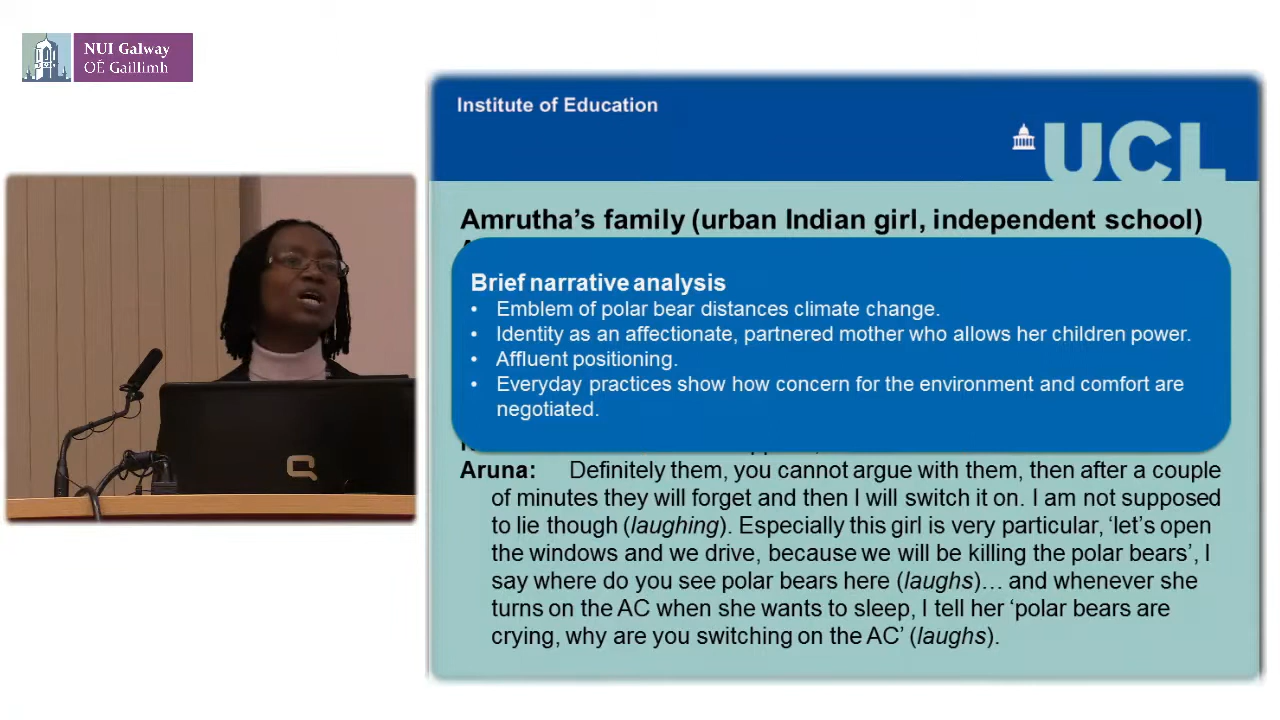 NUI Galway
OÉ Gaillimh
Institute of Education
UCL
Amrutha’s family (urban Indian girl, independent school)
Brief narrative analysis
• Emblem of polar bear distances climate change.
• Identity as an affectionate, partnered mother who allows her children power.
• Affluent positioning.
• Everyday practices show how concern for the environment and comfort are
negotiated.
Aruna: Definitely them, you cannot argue with them, then after a couple
of minutes they will forget and then I will switch it on. I am not supposed
to lie though (laughing). Especially this girl is very particular, ‘let’s open
the windows and we drive, because we will be killing the polar bears’, I
say where do you see polar bears here (laughs)… and whenever she
turns on the AC when she wants to sleep, I tell her ‘polar bears are
crying, why are you switching on the AC’ (laughs).